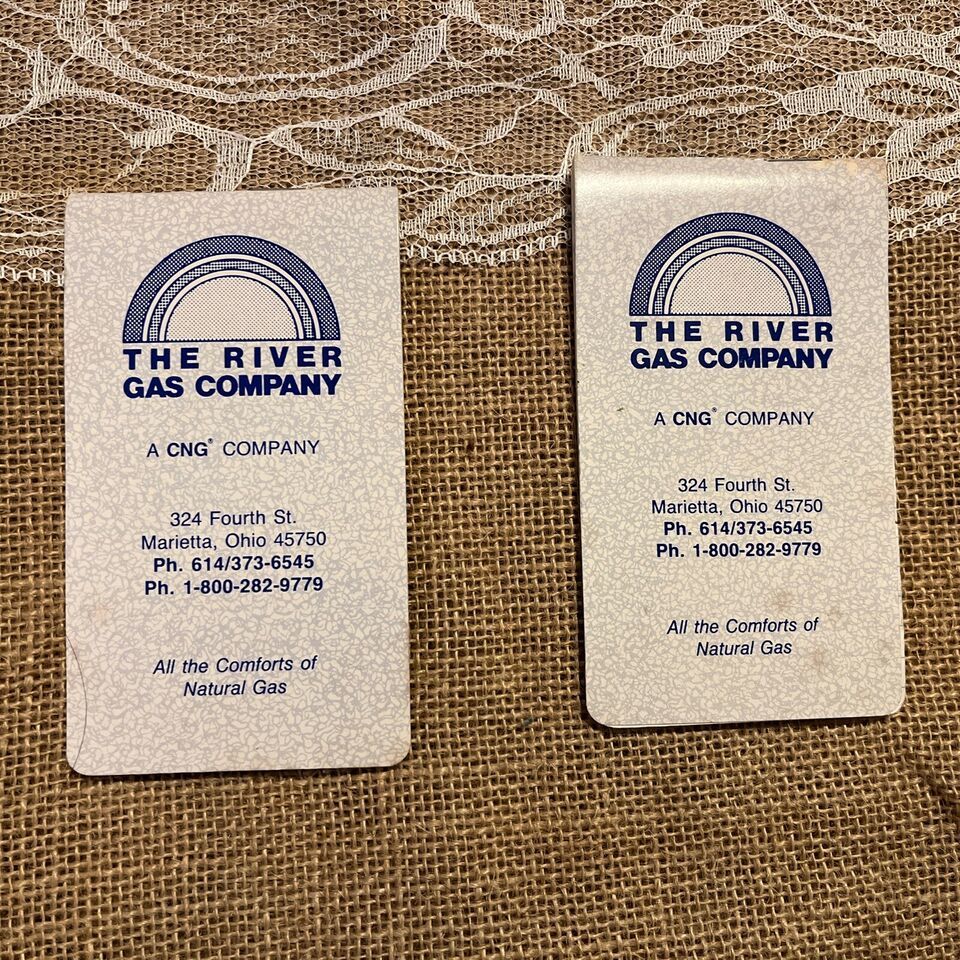 THE RIVER
GAS COMPANY
A CNG® COMPANY
324 Fourth St.
Marietta, Ohio 45750
Ph. 614/373-6545
Ph. 1-800-282-9779
All the Comforts of
Natural Gas
THE RIVER
GAS COMPANY
A CNG® COMPANY
324 Fourth St.
Marietta, Ohio 45750
Ph. 614/373-6545
Ph. 1-800-282-9779
All the Comforts of
Natural Gas